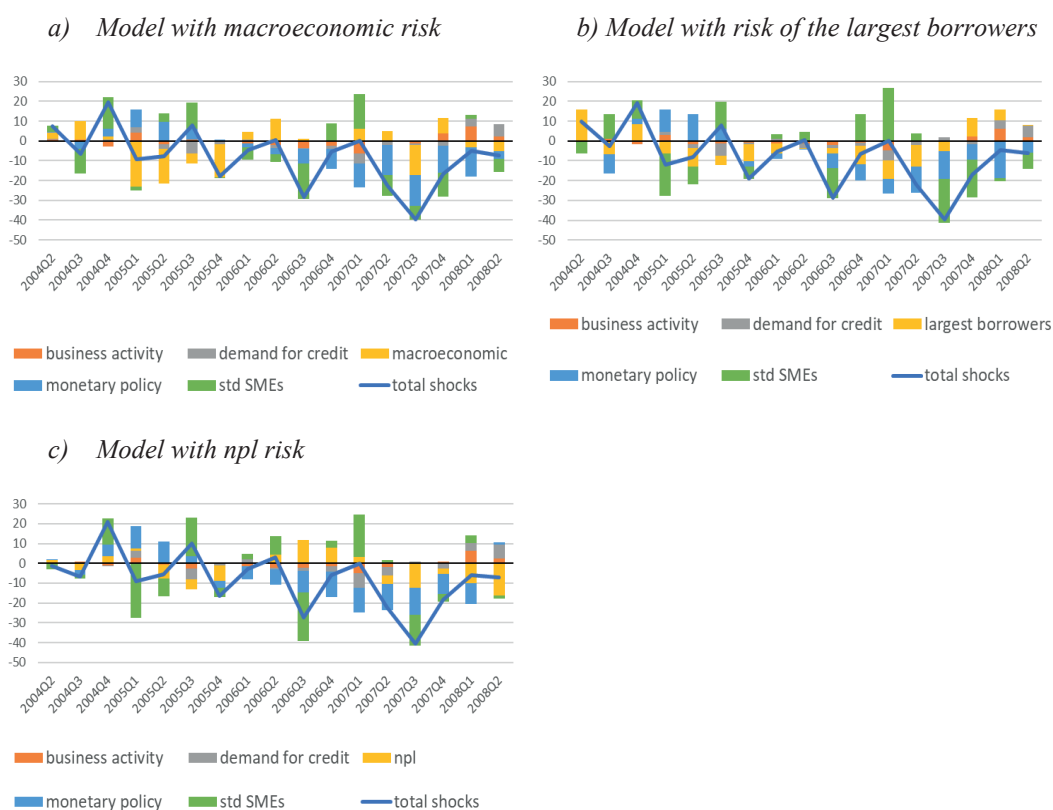 a) Model with macroeconomic risk
30
20
10
0
-10
-20
-30
-40
-50
2004Q2 2004Q3 2004Q4 2005Q1 2005Q2 2005Q3 2005Q4 2006Q1 2006Q2 2006Q3 2006Q4 2007Q1 2007Q2 2007Q3 2007Q4 2008Q1 2008Q2
business activity demand for credit macroeconomic
monetary policy std SMEs total shocks
b) Model with risk of the largest borrowers
30
20
10
0
-10
-20
-30
-40
-50
2004Q2 2004Q3 2004Q4 2005Q1 2005Q2 2005Q3 2005Q4 2006Q1 2006Q2 2006Q3 2006Q4 2007Q1 2007Q2 2007Q3 2007Q4 2008Q1 2008Q2
business activity demand for credit largest borrowers
monetary policy std SMEs total shocks
c) Model with npl risk
30
20
10
0
-10
-20
-30
-40
-50
2004Q2 2004Q3 2004Q4 2005Q1 2005Q2 2005Q3 2005Q4 2006Q1 2006Q2 2006Q3 2006Q4 2007Q1 2007Q2 2007Q3 2007Q4 2008Q1 2008Q2
business activity demand for credit npl
monetary policy std SMEs total shocks